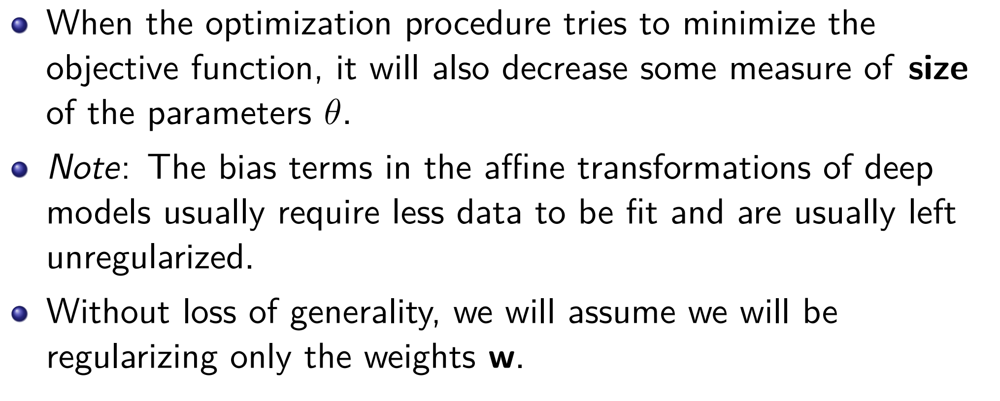 When the optimization procedure tries to minimize the
objective function, it will also decrease some measure of size
of the parameters θ.
Note: The bias terms in the affine transformations of deep
models usually require less data to be fit and are usually left
unregularized.
Without loss of generality, we will assume we will be
regularizing only the weights w.